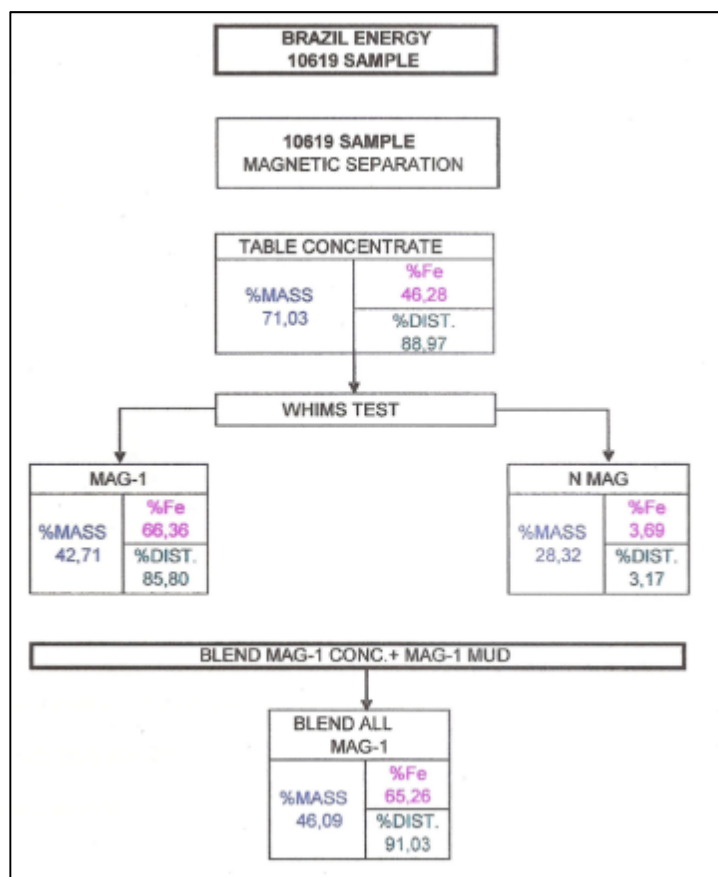 BRAZIL ENERGY
10619 SAMPLE
10619 SAMPLE
MAGNETIC SEPARATION
TABLE CONCENTRATE
%MASS
71,03
%Fe
46,28
%DIST.
88,97
WHIMS TEST
MAG-1
%MASS
42,71
%Fe
66,36
%DIST.
85,80
N MAG
%MASS
28,32
%Fe
3,69
%DIST.
3,17
BLEND MAG-1 CONC.+ MAG-1 MUD
BLEND ALL
MAG-1
%MASS
46,09
%Fe
65,26
%DIST.
91,03